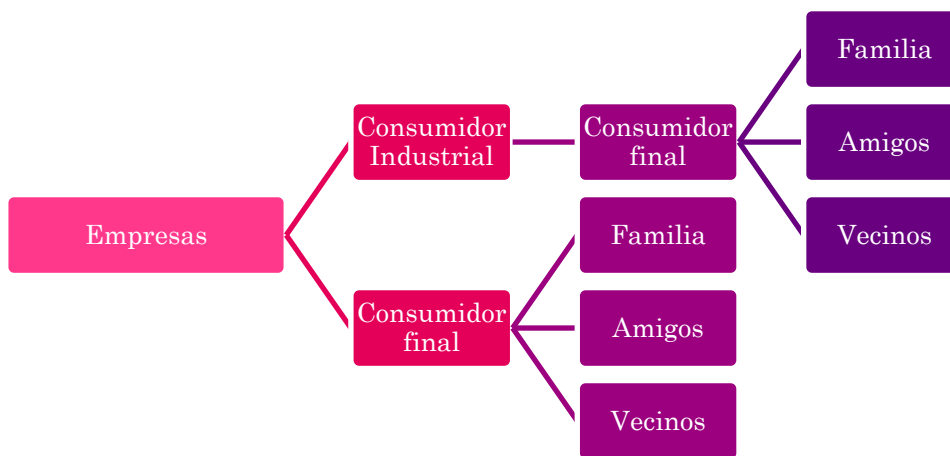 Familia
Consumidor
Industrial
Consumidor
final
Amigos
Empresas
Familia
Vecinos
Consumidor
final
Amigos
Vecinos